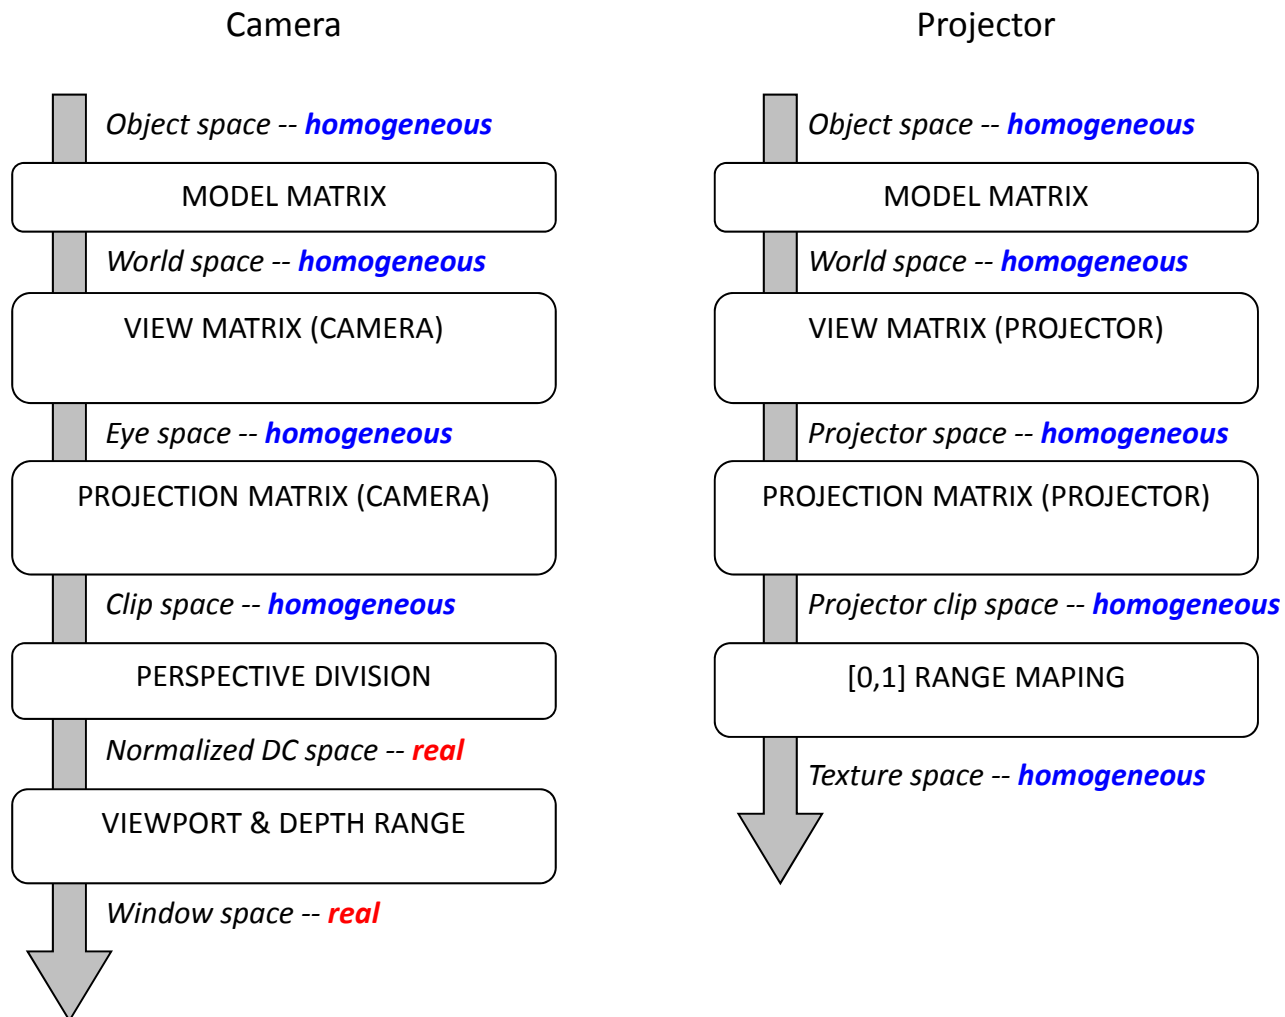 Camera
Object space -- homogeneous
MODEL MATRIX
World space -- homogeneous
VIEW MATRIX (CAMERA)
Eye space -- homogeneous
PROJECTION MATRIX (CAMERA)
Clip space -- homogeneous
PERSPECTIVE DIVISION
Normalized DC space -- real
VIEWPORT & DEPTH RANGE
Window space -- real
Projector
Object space -- homogeneous
MODEL MATRIX
World space -- homogeneous
VIEW MATRIX (PROJECTOR)
Projector space -- homogeneous
PROJECTION MATRIX (PROJECTOR)
Projector clip space -- homogeneous
[0,1] RANGE MAPING
Texture space -- homogeneous